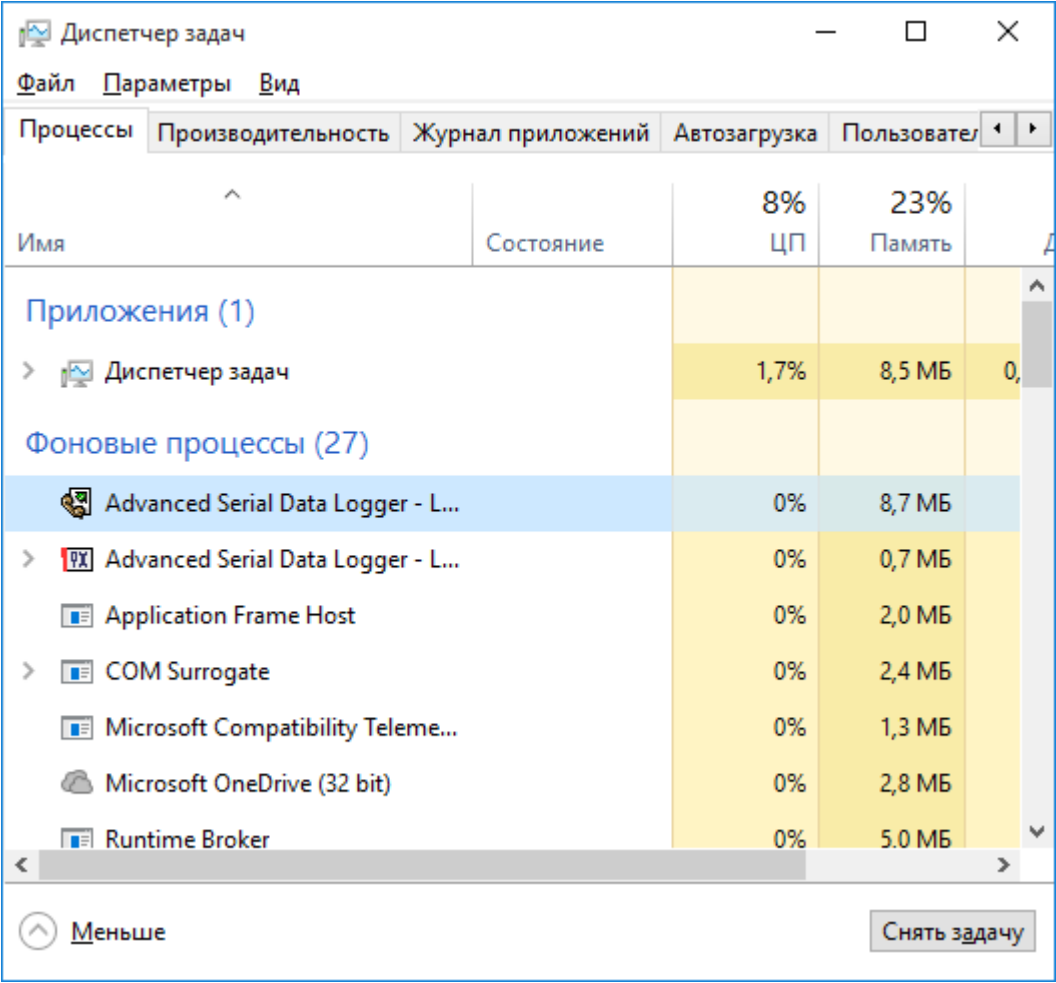 Диспетчер задач
Файл Параметры Вид
Процессы Производительность Журнал приложений Автозагрузка Пользовател
8% 23%
Имя Состояние ЦП Память Д
Приложения (1)
Диспетчер задач 1,7% 8,5 МБ 0,
Фоновые процессы (27)
Advanced Serial Data Logger - L... 0% 8,7 МБ
Advanced Serial Data Logger - L... 0% 0,7 МБ
Application Frame Host 0% 2,0 МБ
COM Surrogate 0% 2,4 МБ
Microsoft Compatibility Teleme... 0% 1,3 МБ
Microsoft OneDrive (32 bit) 0% 2,8 МБ
Runtime Broker 0% 5,0 МБ
Меньше Снять задачу